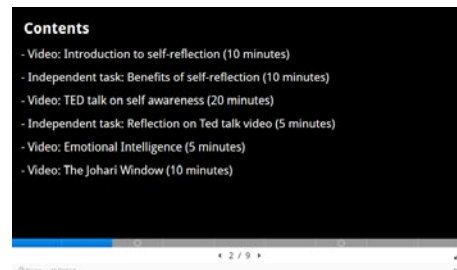 Contents
- Video: Introduction to self-reflection (10 minutes)
- Independent task: Benefits of self-reflection (10 minutes)
- Video: TED talk on self awareness (20 minutes)
- Independent task: Reflection on Ted talk video (5 minutes)
- Video: Emotional Intelligence (5 minutes)
- Video: The Johari Window (10 minutes)
2 / 9